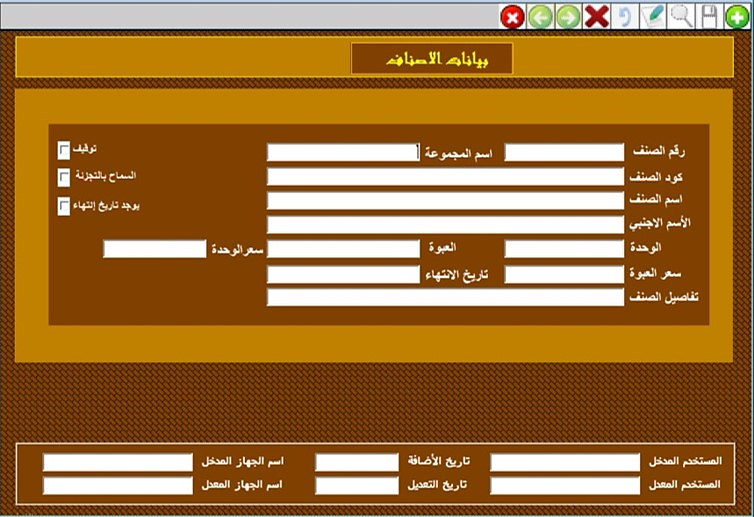 بيانات الاصناف
رقم الصنف اسم المجموعة توقيف
كود الصنف السماح بالتجزئة
اسم الصنف يوجد تاريخ إنتهاء
الأسم الاجنبي
الوحدة العبوة سعرالوحدة
سعر العبوة تاريخ الانتهاء
تفاصيل الصنف
المستخدم المدخل تاريخ الأضافة اسم الجهاز المدخل
المستخدم المعدل تاريخ التعديل اسم الجهاز المعدل